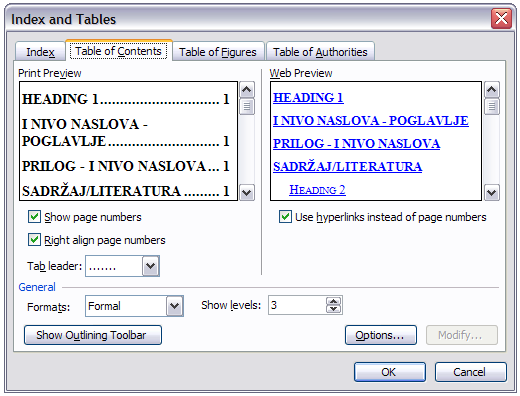 Index and Tables
Index Table of Contents Table of Figures Table of Authorities
Print Preview
HEADING 1.............................. 1
I NIVO NASLOVA -
POGLAVLJE............................ 1
PRILOG - I NIVO NASLOVA... 1
SADRŽAJ/LITERATURA ......... 1
Web Preview
HEADING 1
I NIVO NASLOVA - POGLAVLJE
PRILOG - I NIVO NASLOVA
SADRŽAJ/LITERATURA
HEADING 2
Show page numbers
Right align page numbers
Use hyperlinks instead of page numbers
Tab leader: .......
General
Formats: Formal Show levels: 3
Show Outlining Toolbar Options... Modify...
OK Cancel